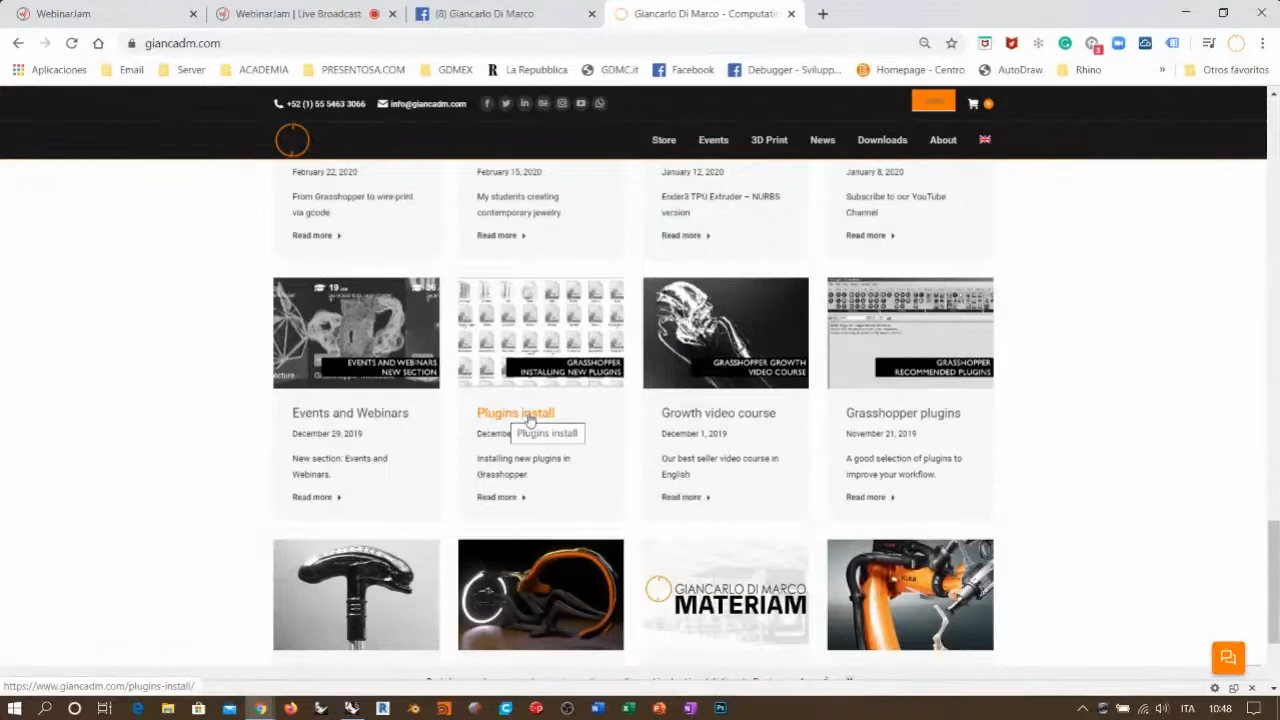 WebinarJam
WebinarJam | Live Broadcast
(8) Giancarlo Di Marco
Giancarlo Di Marco - Computatio
giancadm.com
Aplicaciones
Email
Server
ACADEMIA
PRESENTOSA.COM
GDMEX
La Repubblica
GDMC.it
Facebook
Debugger - Svilupp...
Homepage - Centro
AutoDraw
Rhino
»
Otros favoritos
+52 (1) 55 5463 3066
info@giancadm.com
0
Store
Events
3D Print
News
Downloads
About
February 22, 2020
February 15, 2020
January 12, 2020
January 8, 2020
From Grasshopper to wire-print
via gcode
My students creating
contemporary jewelry
Ender3 TPU Extruder – NURBS
version
Subscribe to our YouTube
Channel
Read more
Read more
Read more
Read more
EVENTS AND WEBINARS
NEW SECTION
GRASSHOPPER
INSTALLING NEW PLUGINS
GRASSHOPPER GROWTH
VIDEO COURSE
GRASSHOPPER
RECOMMENDED PLUGINS
Events and Webinars
Plugins install
Growth video course
Grasshopper plugins
December 29, 2019
Decembe
Plugins install
December 1, 2019
November 21, 2019
New section: Events and
Webinars.
Installing new plugins in
Grasshopper.
Our best seller video course in
English
A good selection of plugins to
improve your workflow.
Read more
Read more
Read more
Read more
GIANCARLO DI MARCO
MATERIAM
KUKA
https://www.giancadm.com/plugins-install/
ITA
10:48